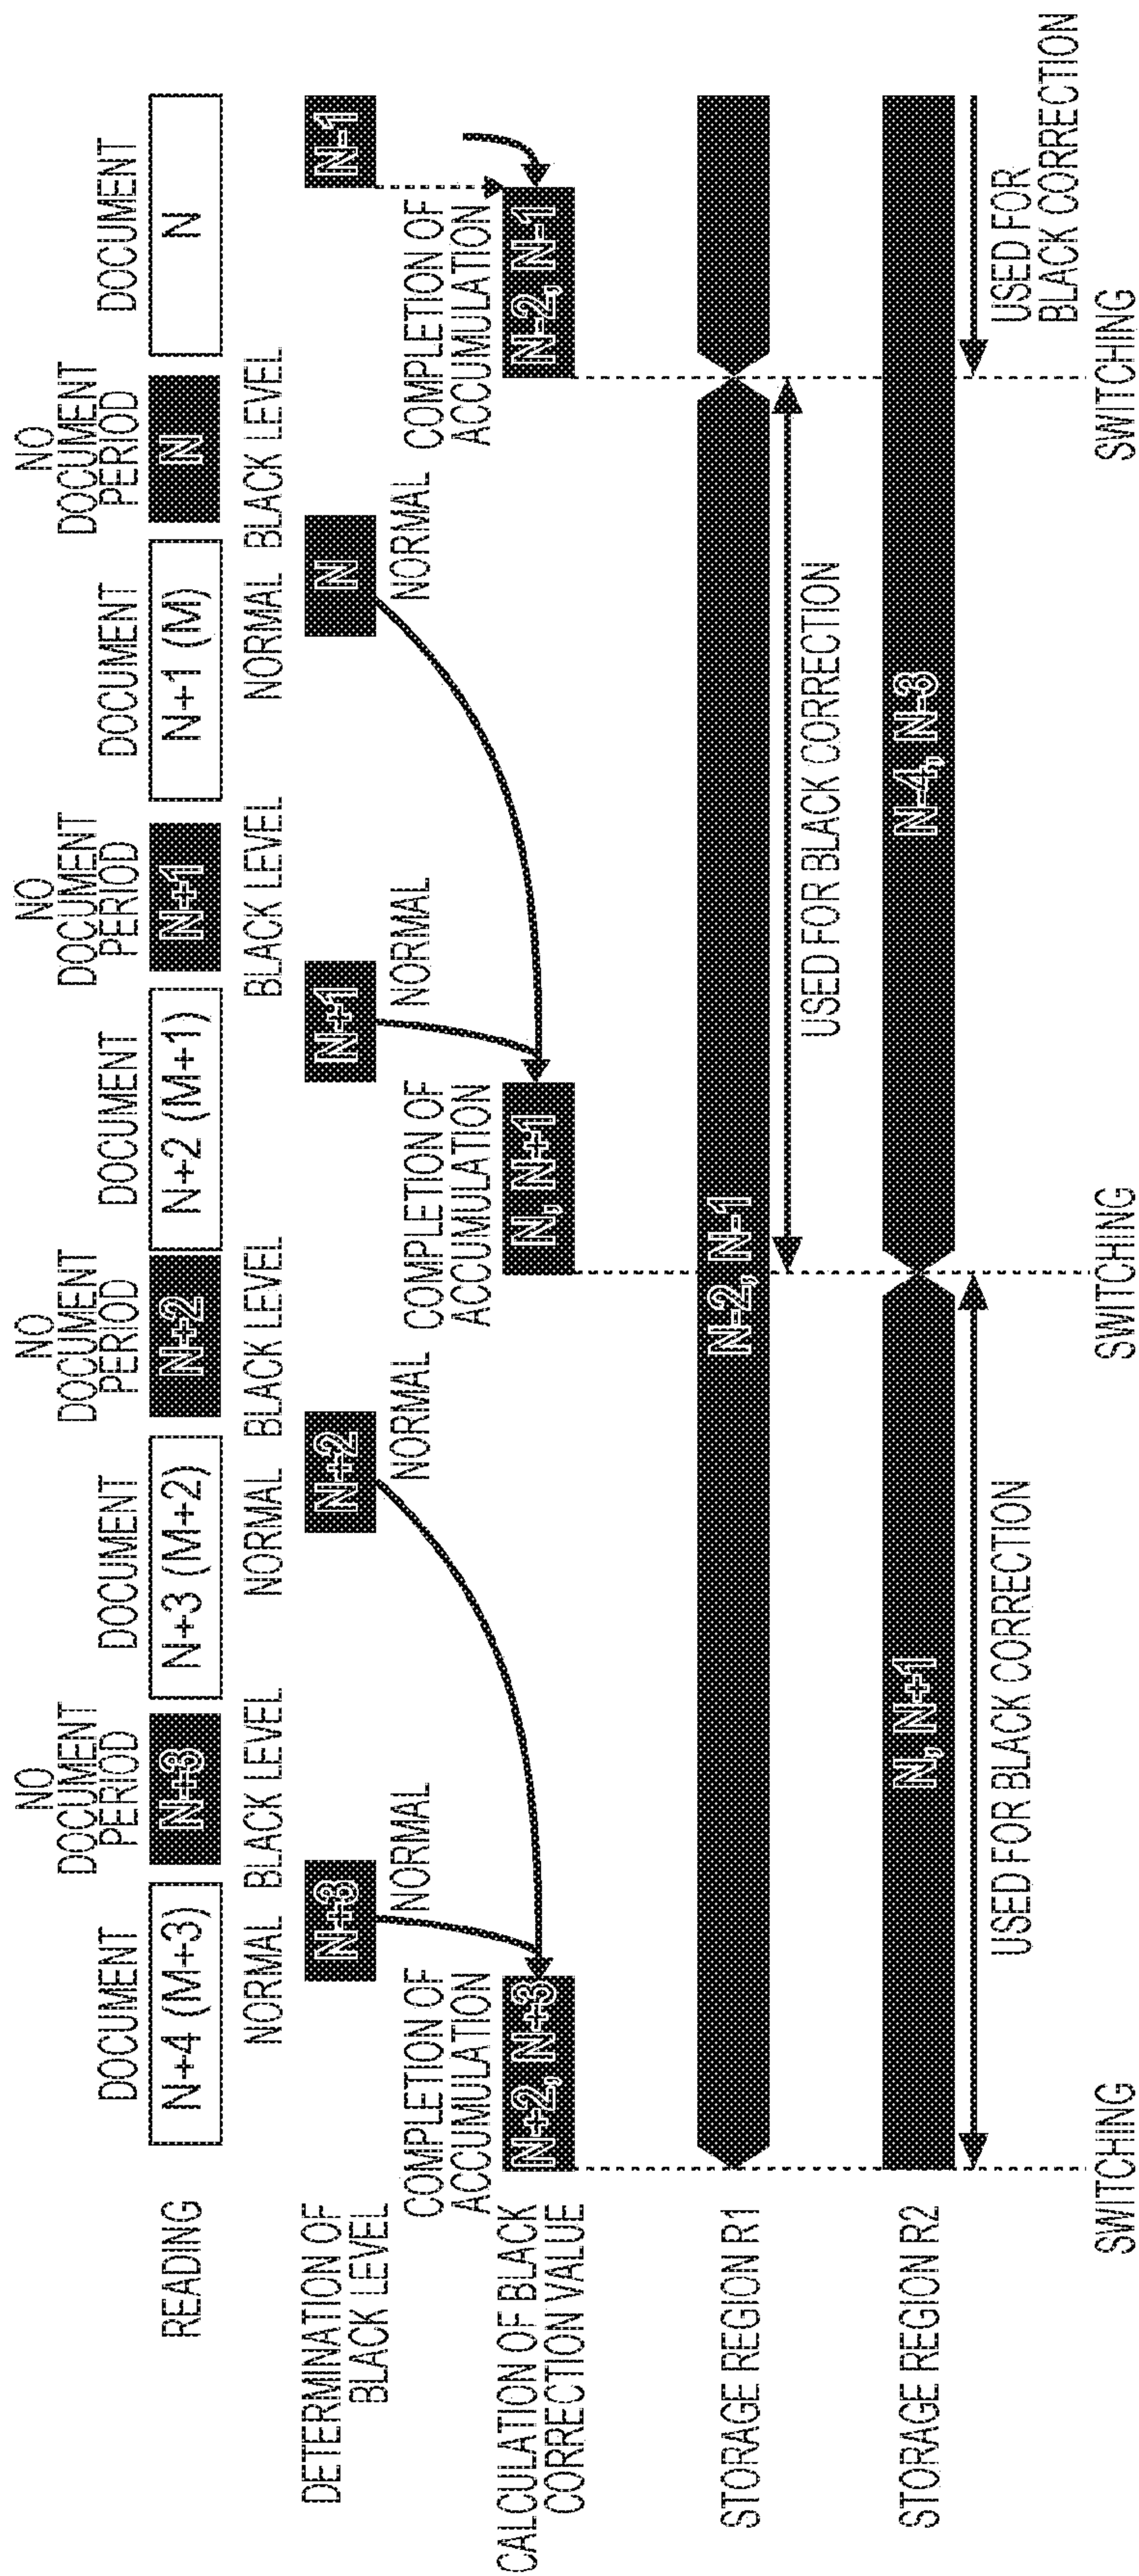 READING
DOCUMENT
N+4 (M+3)
NO
DOCUMENT
PERIOD
N+3
DOCUMENT
N+3 (M+2)
NO
DOCUMENT
PERIOD
N+2
DOCUMENT
N+2 (M+1)
NO
DOCUMENT
PERIOD
N+1
DOCUMENT
N+1 (M)
NO
DOCUMENT
PERIOD
N
DOCUMENT
N
NORMAL
BLACK LEVEL
NORMAL
BLACK LEVEL
BLACK LEVEL
NORMAL
BLACK LEVEL
DETERMINATION OF
BLACK LEVEL
N+3
NORMAL
N+2
NORMAL
N+1
NORMAL
N
NORMAL
N-1
CALCULATION OF BLACK
CORRECTION VALUE
COMPLETION OF
ACCUMULATION
N+2, N+3
COMPLETION OF
ACCUMULATION
N, N+1
COMPLETION OF
ACCUMULATION
N-2, N-1
STORAGE REGION R1
N-2, N-1
USED FOR BLACK CORRECTION
STORAGE REGION R2
N, N+1
N-4, N-3
USED FOR BLACK CORRECTION
USED FOR
BLACK CORRECTION
SWITCHING
SWITCHING
SWITCHING